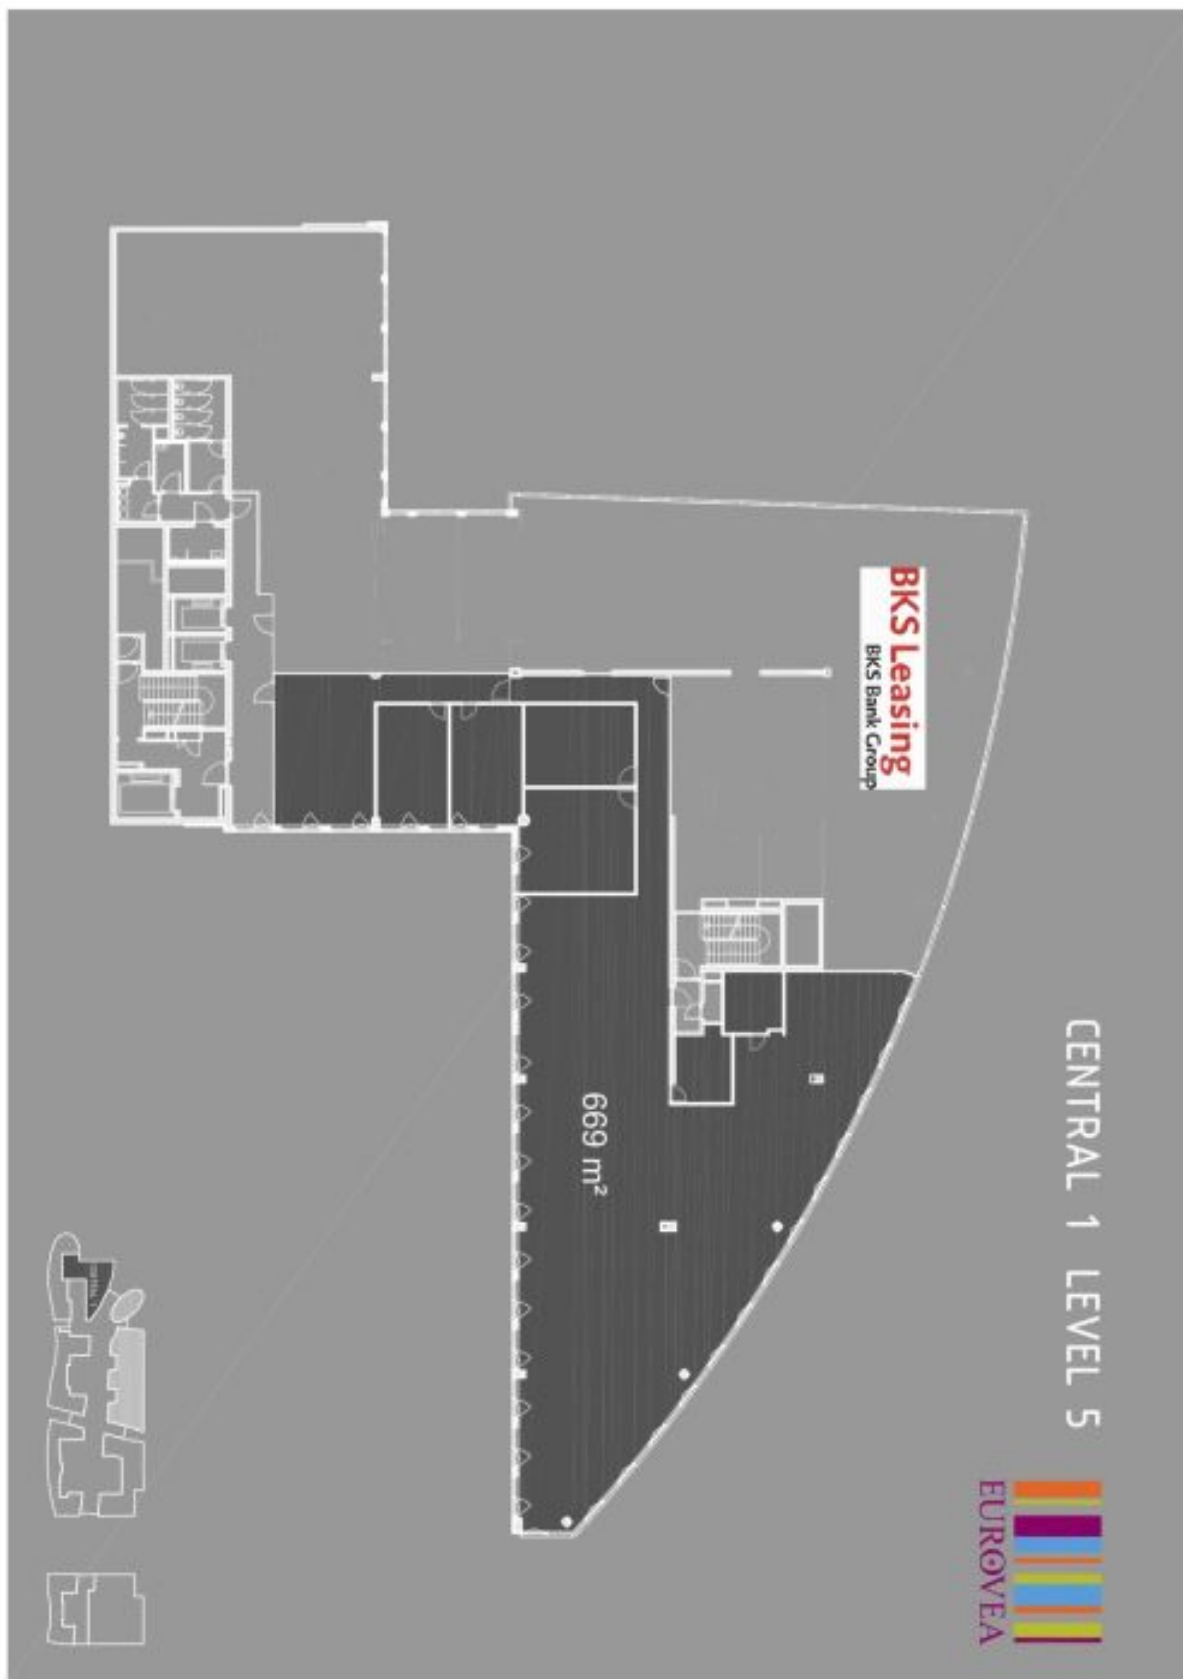 CENTRAL 1 LEVEL 5
EUROVEA
BKS Leasing
BKS Bank Group
669 m²